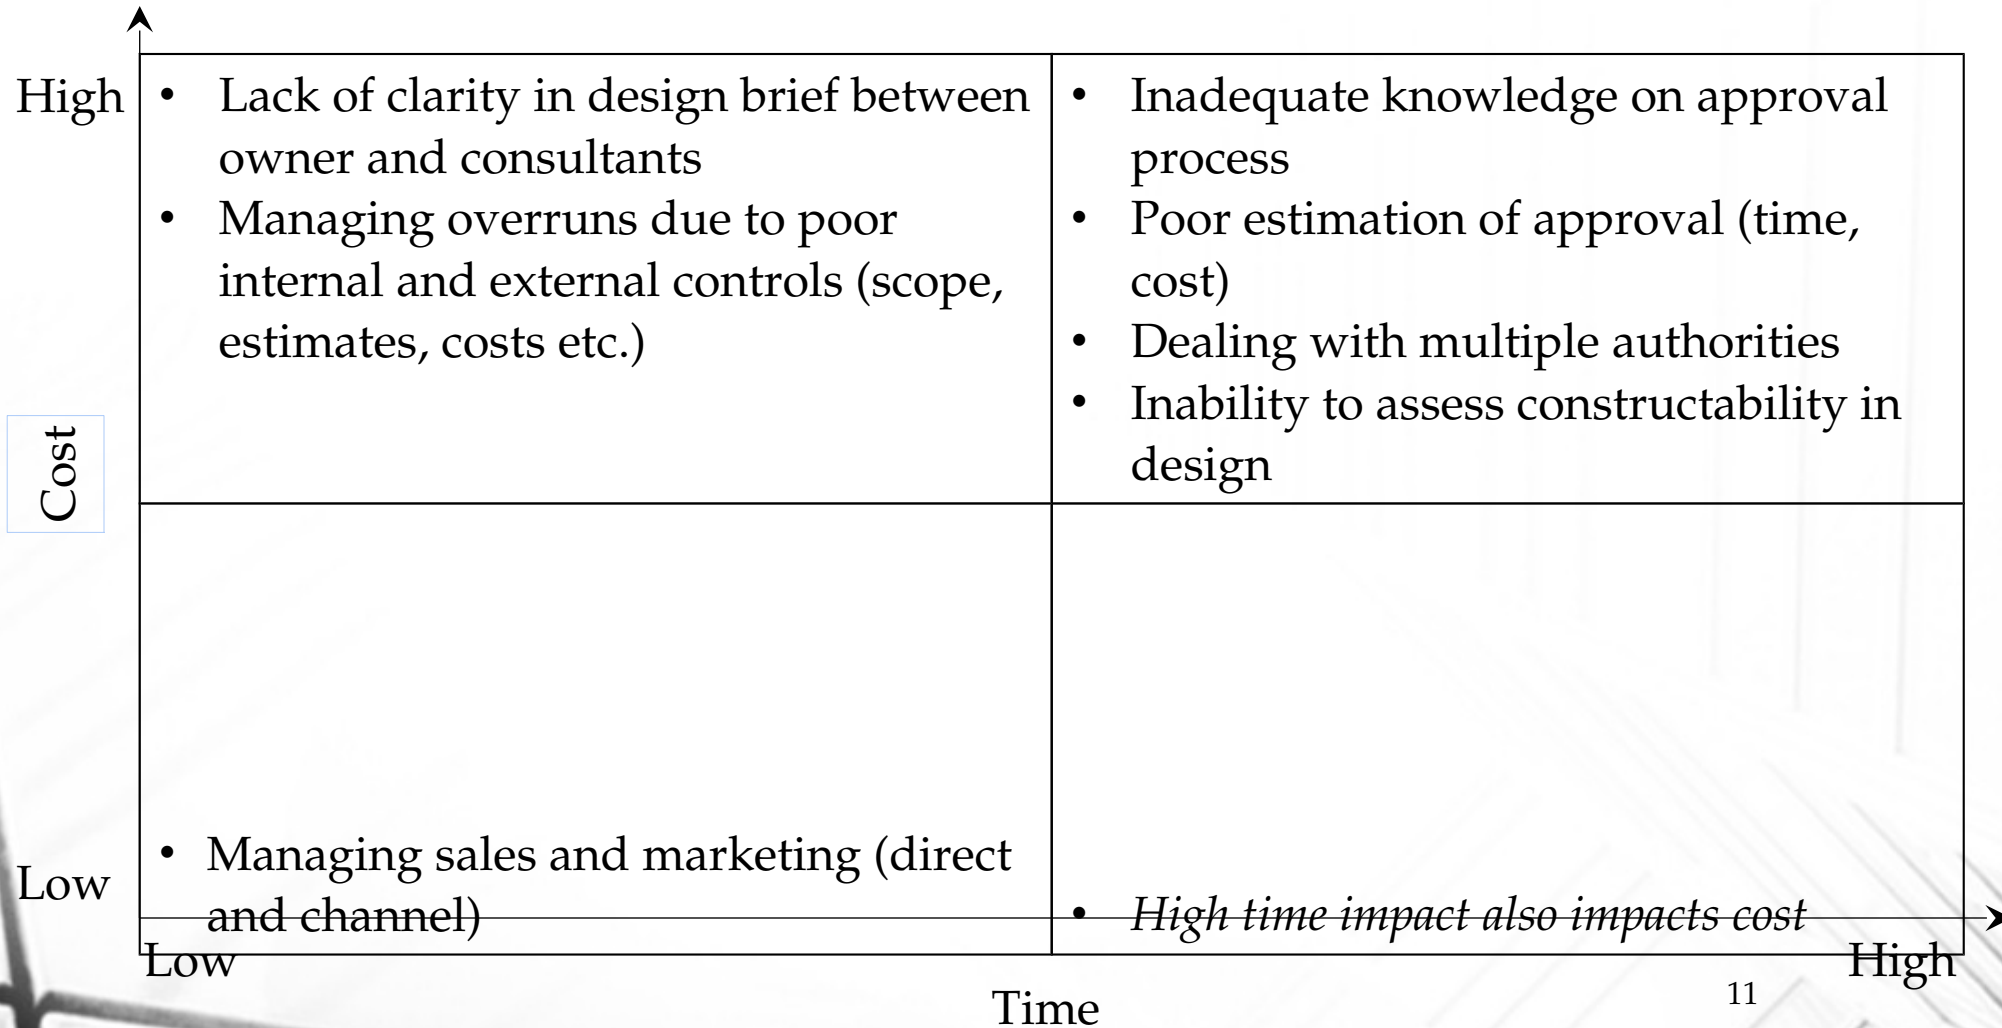 High
• Lack of clarity in design brief between
owner and consultants
• Managing overruns due to poor
internal and external controls (scope,
estimates, costs etc.)
• Inadequate knowledge on approval
process
• Poor estimation of approval (time,
cost)
• Dealing with multiple authorities
• Inability to assess constructability in
design
Cost
• Managing sales and marketing (direct
and channel)
• High time impact also impacts cost
Low
Low
High
Time
11